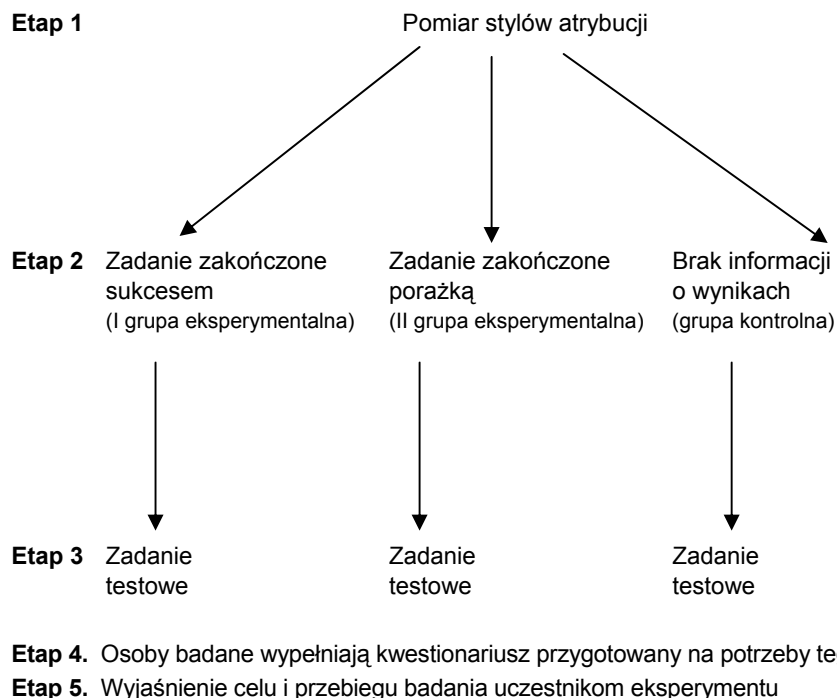 Etap 1 Pomiar stylów atrybucji
Etap 2 Zadanie zakończone Zadanie zakończone Brak informacji
sukcesem porażką o wynikach
(I grupa eksperymentalna) (II grupa eksperymentalna) (grupa kontrolna)
Etap 3 Zadanie Zadanie Zadanie
testowe testowe testowe
Etap 4. Osoby badane wypełniają kwestionariusz przygotowany na potrzeby
Etap 5. Wyjaśnienie celu i przebiegu badania uczestnikom eksperymentu